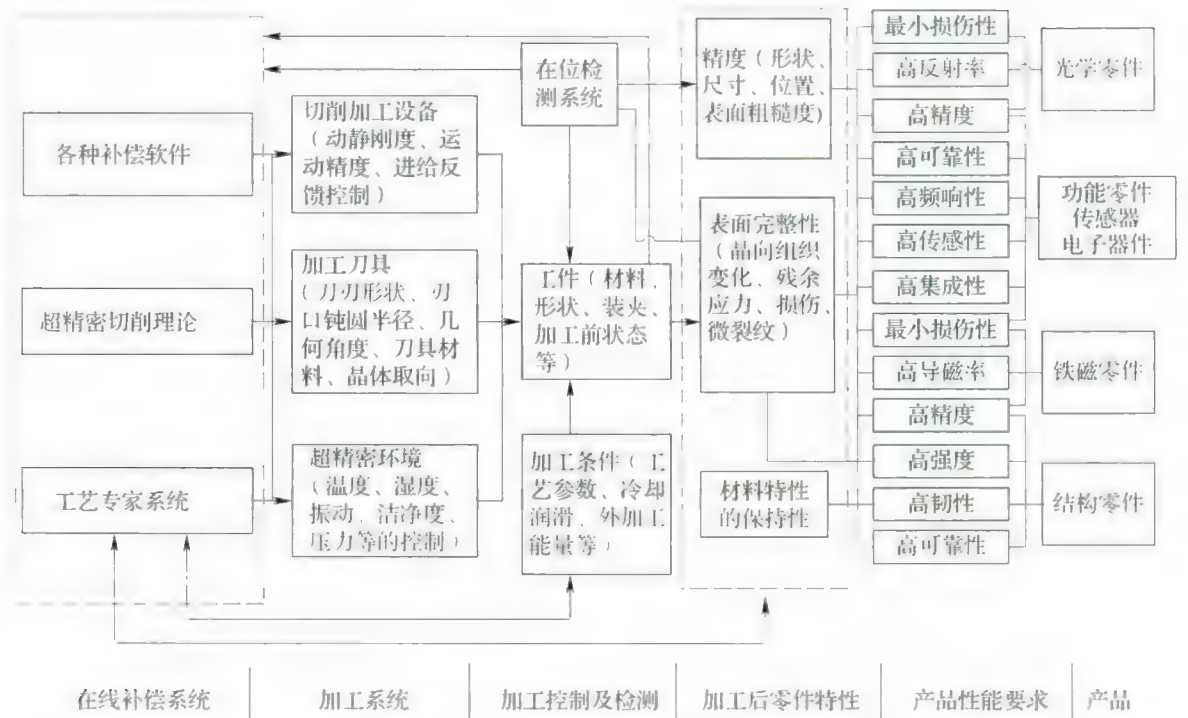 各种补偿软件
超精密切削理论
工艺专家系统
切削加工设备
（动静刚度、运
动精度、进给反
馈控制）
加工刀具
（刀刃形状、刃
口钝圆半径、几
何角度、刀具材
料、晶体取向）
超精密环境
（温度、湿度、
振动、洁净度、
压力等的控制）
在位检
测系统
工件（材料、
形状、装夹、
加工前状态
等）
加工条件（工
艺参数、冷却
润滑、外加工
能量等）
精度（形状、
尺寸、位置、
表面粗糙度)
表面完整性
（晶向组织
变化、残余
应力、损伤、
微裂纹）
材料特性
的保持性
最小损伤性
高反射率
高精度
高可靠性
高频响性
高传感性
高集成性
最小损伤性
高导磁率
高精度
高强度
高韧性
高可靠性
光学零件
功能零件
传感器
电子器件
铁磁零件
结构零件
在线补偿系统
加工系统
加工控制及检测
加工后零件特性
产品性能要求
产品